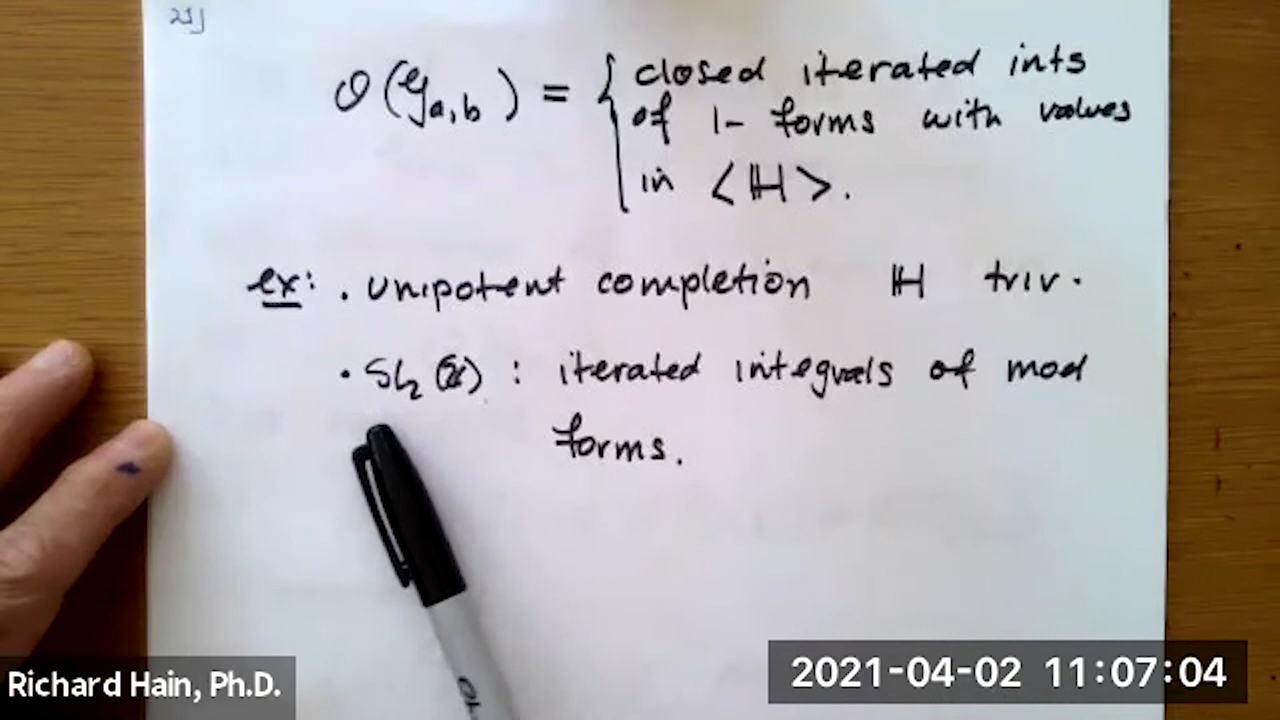 21j
O(𝒢a,b) = { closed iterated ints
of 1-forms with values
in <ℍ>.
ex: . unipotent completion ℍ triv.
· SL₂(ℤ) : iterated integrals of mod
forms.
Richard Hain, Ph.D.
2021-04-02 11:07:04